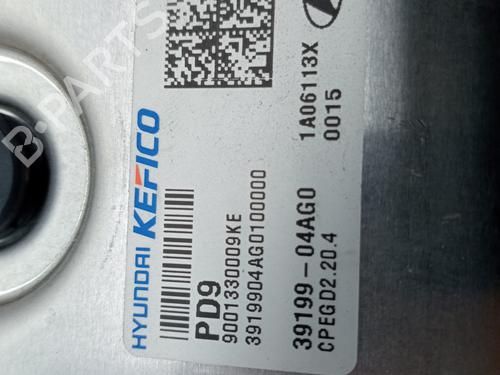 HYUNDAI KEFICO
PD9
9001330009KE
3919904AG0100000
39199-04AG0
CPEGD2.20.4
1A06113X
0015
B-PARTS